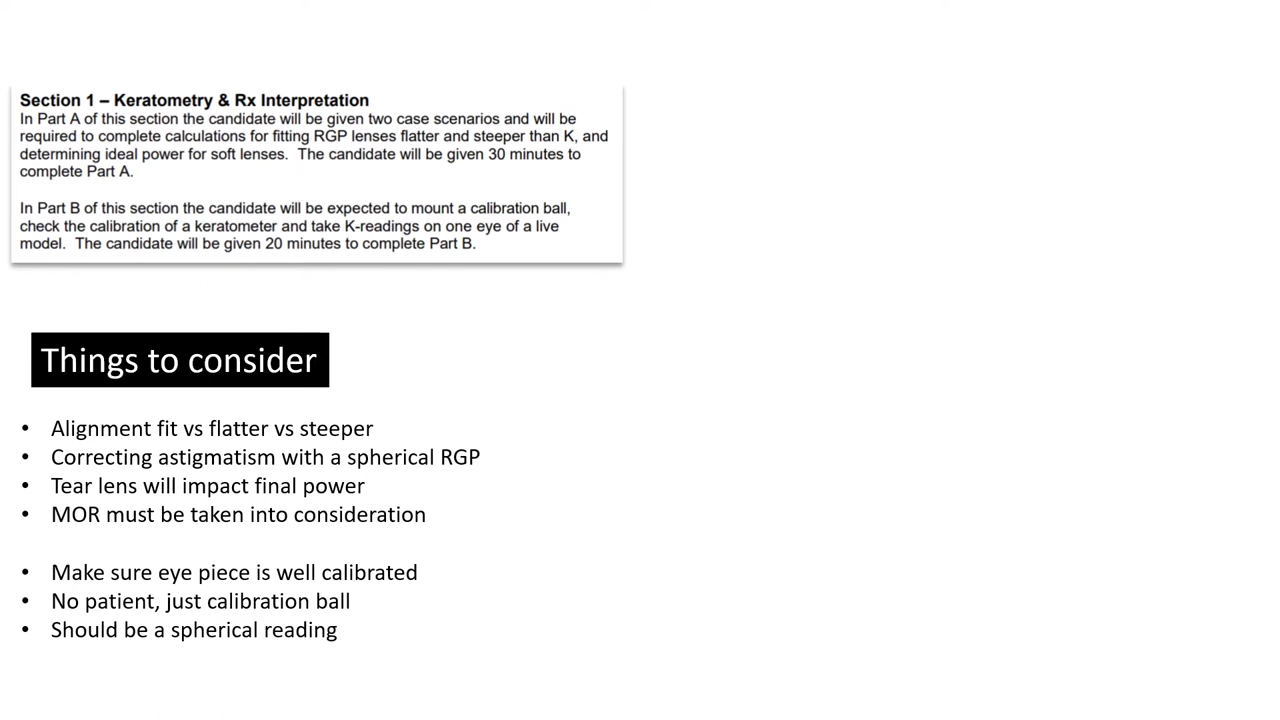 Section 1 – Keratometry & Rx Interpretation
In Part A of this section the candidate will be given two case scenarios and will be
required to complete calculations for fitting RGP lenses flatter and steeper than K, and
determining ideal power for soft lenses.  The candidate will be given 30 minutes to
complete Part A.
In Part B of this section the candidate will be expected to mount a calibration ball,
check the calibration of a keratometer and take K-readings on one eye of a live
model.  The candidate will be given 20 minutes to complete Part B.
Things to consider
• Alignment fit vs flatter vs steeper
• Correcting astigmatism with a spherical RGP
• Tear lens will impact final power
• MOR must be taken into consideration
• Make sure eye piece is well calibrated
• No patient, just calibration ball
• Should be a spherical reading